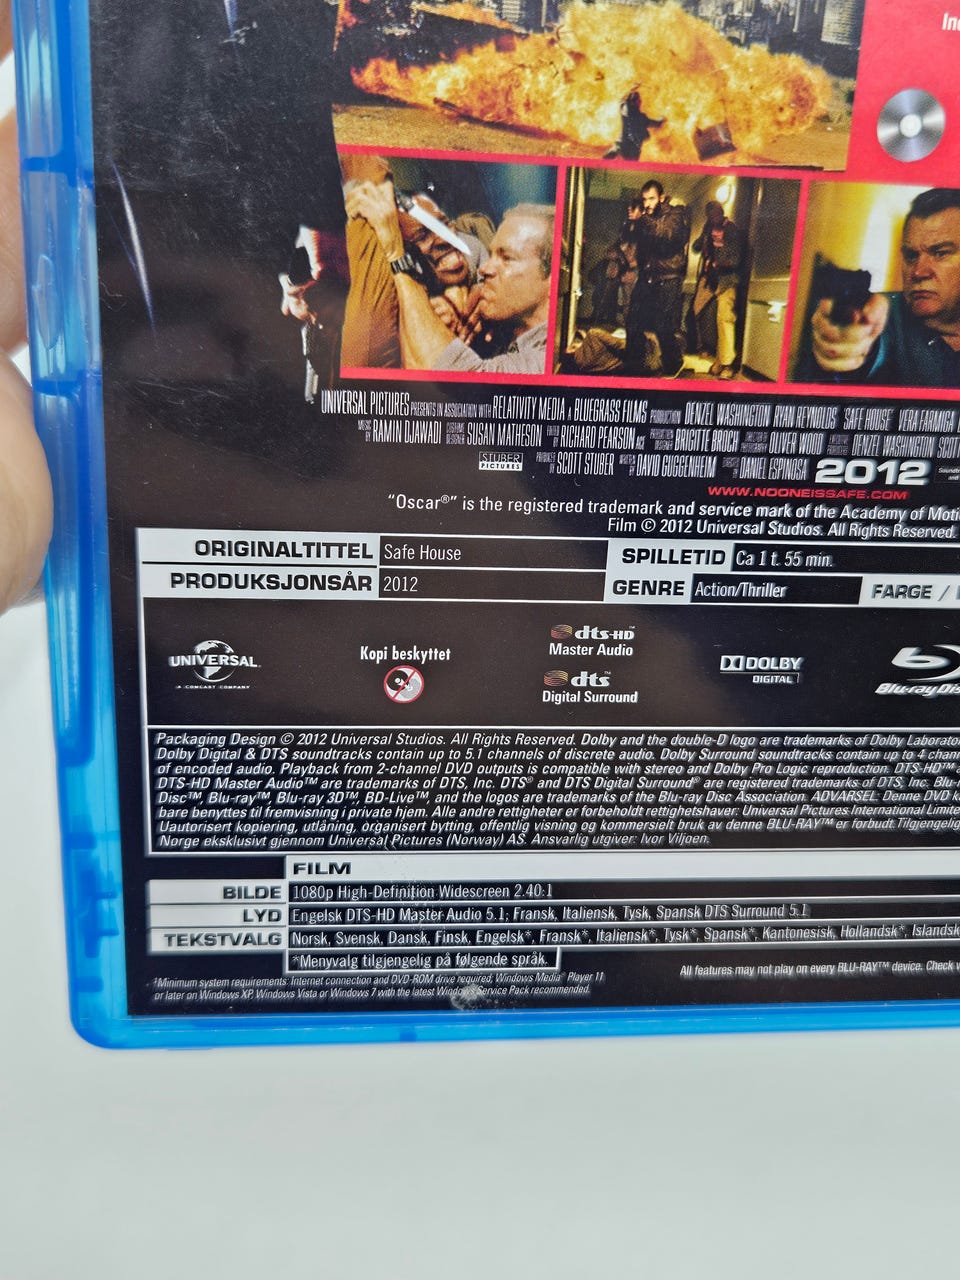 UNIVERSAL PICTURES PRESENTS IN ASSOCIATION WITH RELATIVITY MEDIA A BLUEGRASS FILMS PRODUCTION DENZEL WASHINGTON RYAN REYNOLDS SAFE HOUSE VERA FARMIGA
MUSIC BY RAMIN DJAWADI COSTUME DESIGNER SUSAN MATHESON EDITED BY RICHARD PEARSON ACE PRODUCTION DESIGNER BRIGITTE BROCH DIRECTOR OF PHOTOGRAPHY OLIVER WOOD EXECUTIVE PRODUCERS DENZEL WASHINGTON SCOTT
STUBER PICTURES PRODUCED BY SCOTT STUBER WRITTEN BY DAVID GUGGENHEIM DIRECTED BY DANIEL ESPINOSA 2012
WWW.NOONEISSAFE.COM
“Oscar®” is the registered trademark and service mark of the Academy of Moti
Film © 2012 Universal Studios. All Rights Reserved.
ORIGINALTITTEL Safe House SPILLETID Ca 1 t. 55 min.
PRODUKSJONSÅR 2012 GENRE Action/Thriller FARGE /
UNIVERSAL
A COMCAST COMPANY
Kopi beskyttet
dts-HD™
Master Audio
dts™
Digital Surround
DOLBY
DIGITAL
Blu-ray Disc
Packaging Design © 2012 Universal Studios. All Rights Reserved. Dolby and the double-D logo are trademarks of Dolby Laborato
Dolby Digital & DTS soundtracks contain up to 5.1 channels of discrete audio. Dolby Surround soundtracks contain up to 4 chan
of encoded audio. Playback from 2-channel DVD outputs is compatible with stereo and Dolby Pro Logic reproduction. DTS-HD™ a
DTS-HD Master Audio™ are trademarks of DTS, Inc. DTS® and DTS Digital Surround® are registered trademarks of DTS, Inc. Blu-
Disc™, Blu-ray™, Blu-ray 3D™, BD-Live™, and the logos are trademarks of the Blu-ray Disc Association. ADVARSEL: Denne DVD k
bare benyttes til fremvisning i private hjem. Alle andre rettigheter er forbeholdt rettighetshaver: Universal Pictures International Limite
Uautorisert kopiering, utlåning, organisert bytting, offentlig visning og kommersielt bruk av denne BLU-RAY™ er forbudt. Tilgjengelig
Norge eksklusivt gjennom Universal Pictures (Norway) AS. Ansvarlig utgiver: Ivor Viljoen.
FILM
BILDE 1080p High-Definition Widescreen 2.40:1
LYD Engelsk DTS-HD Master Audio 5.1; Fransk, Italiensk, Tysk, Spansk DTS Surround 5.1
TEKSTVALG Norsk, Svensk, Dansk, Finsk, Engelsk*, Fransk*, Italiensk*, Tysk*, Spansk*, Kantonesisk, Hollandsk*, Islandsk
*Menyvalg tilgjengelig på følgende språk.
*Minimum system requirements: Internet connection and DVD-ROM drive required; Windows Media® Player 11
or later on Windows XP, Windows Vista or Windows 7 with the latest Windows Service Pack recommended.
All features may not play on every BLU-RAY™ device. Check